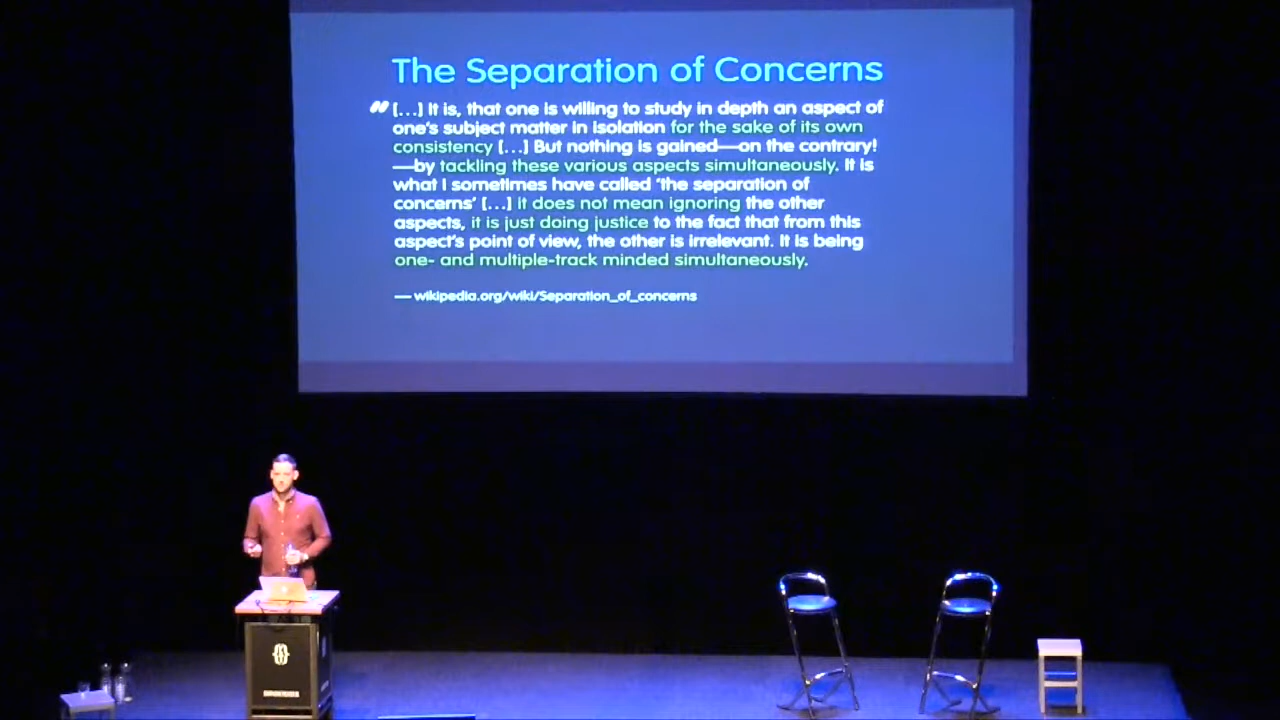 The Separation of Concerns
“ […] It is, that one is willing to study in depth an aspect of
one's subject matter in isolation for the sake of its own
consistency […] But nothing is gained—on the contrary!
—by tackling these various aspects simultaneously. It is
what I sometimes have called ‘the separation of
concerns’ […] it does not mean ignoring the other
aspects, it is just doing justice to the fact that from this
aspect's point of view, the other is irrelevant. It is being
one- and multiple-track minded simultaneously.
— wikipedia.org/wiki/Separation_of_concerns